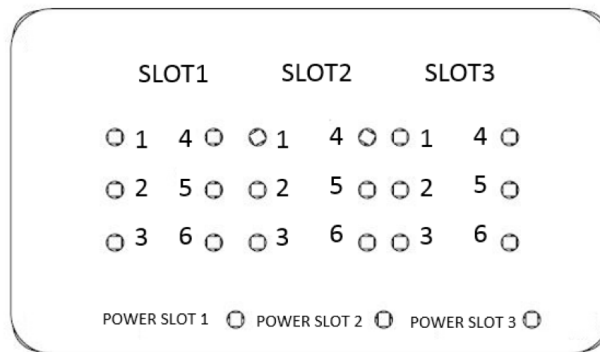 SLOT1 SLOT2 SLOT3
1 4 1 4 1 4
2 5 2 5 2 5
3 6 3 6 3 6
POWER SLOT 1 POWER SLOT 2 POWER SLOT 3